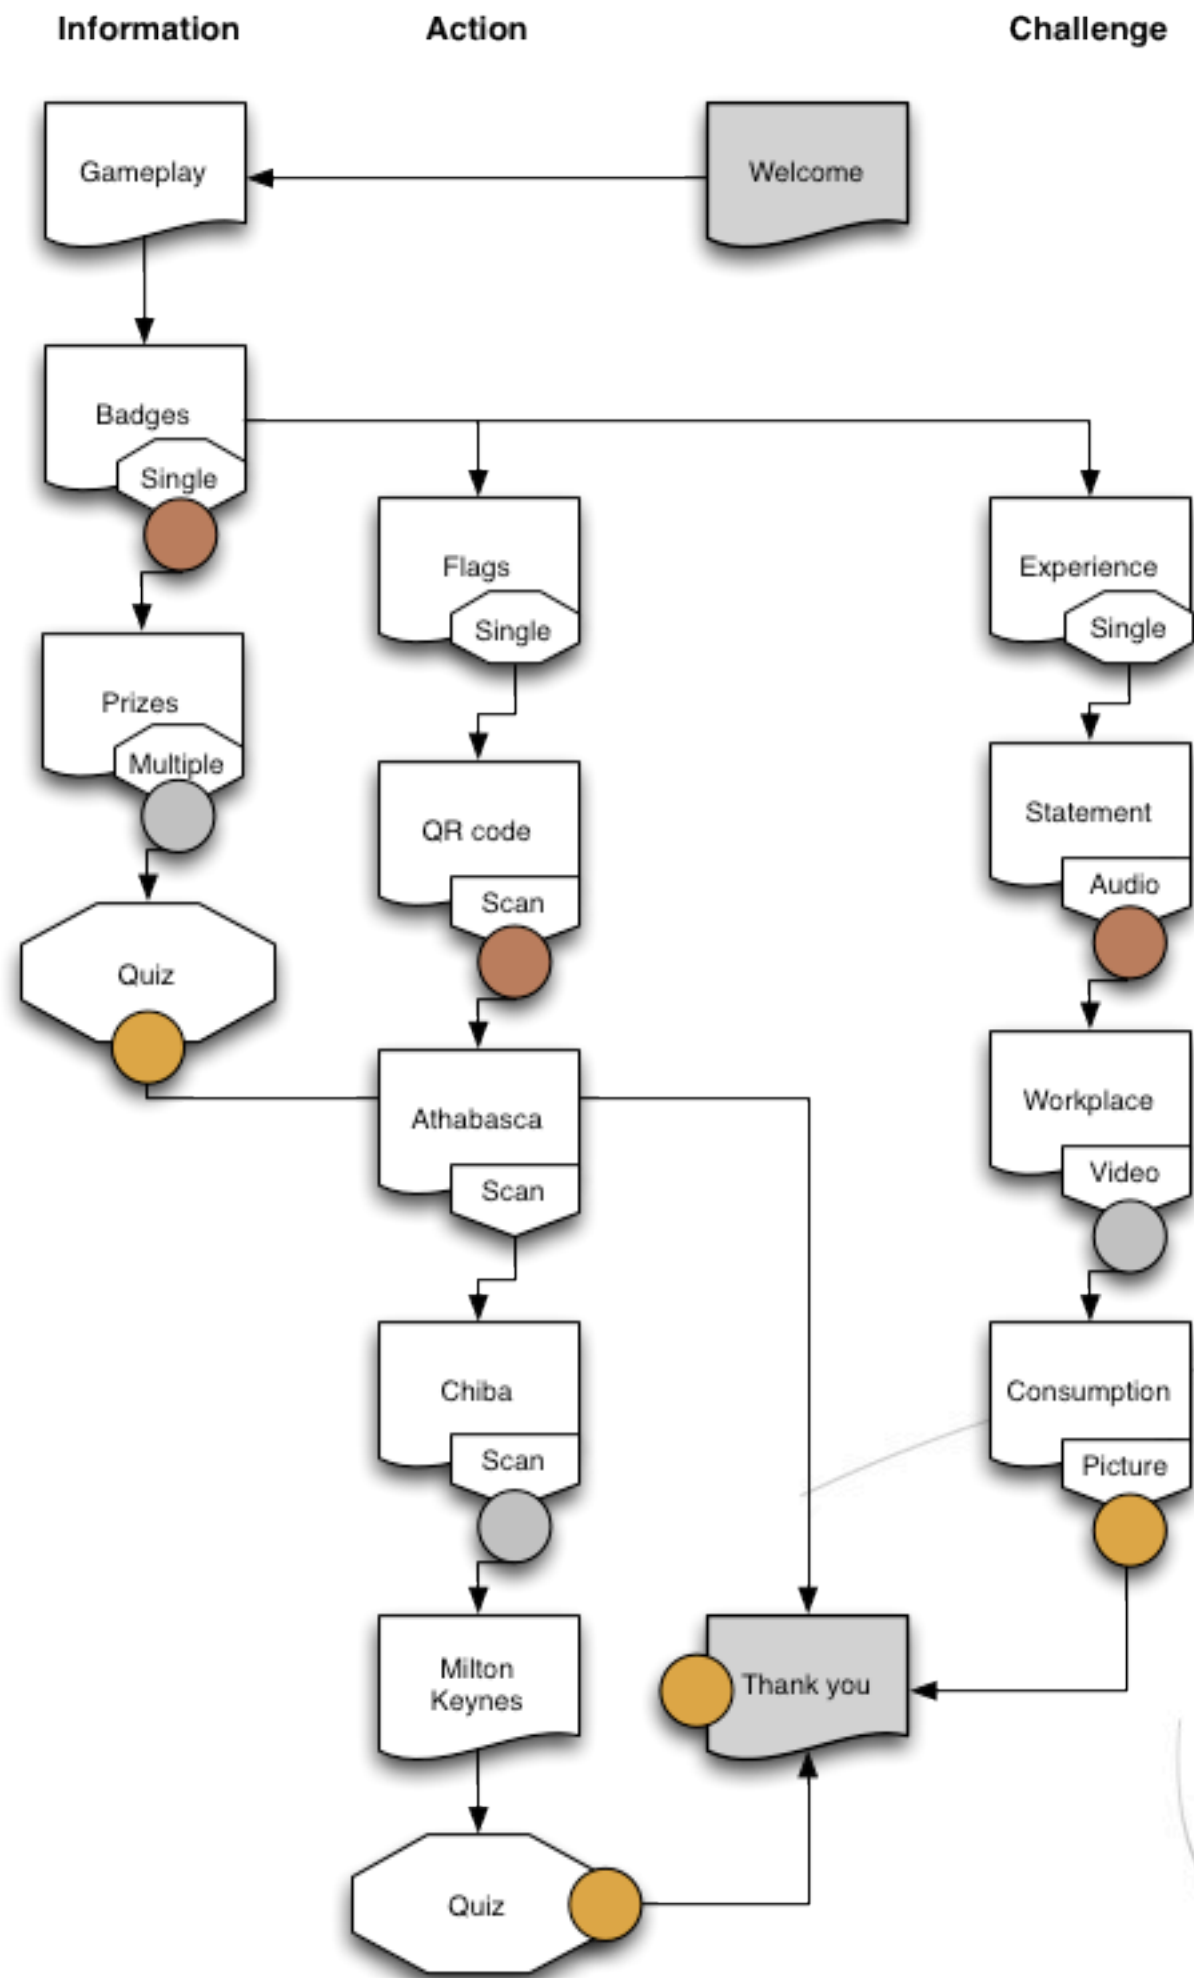 Information
Action
Challenge
Gameplay
Welcome
Badges
Single
Flags
Single
Experience
Single
Prizes
Multiple
QR code
Scan
Statement
Audio
Quiz
Athabasca
Scan
Workplace
Video
Chiba
Scan
Consumption
Picture
Milton
Keynes
Thank you
Quiz